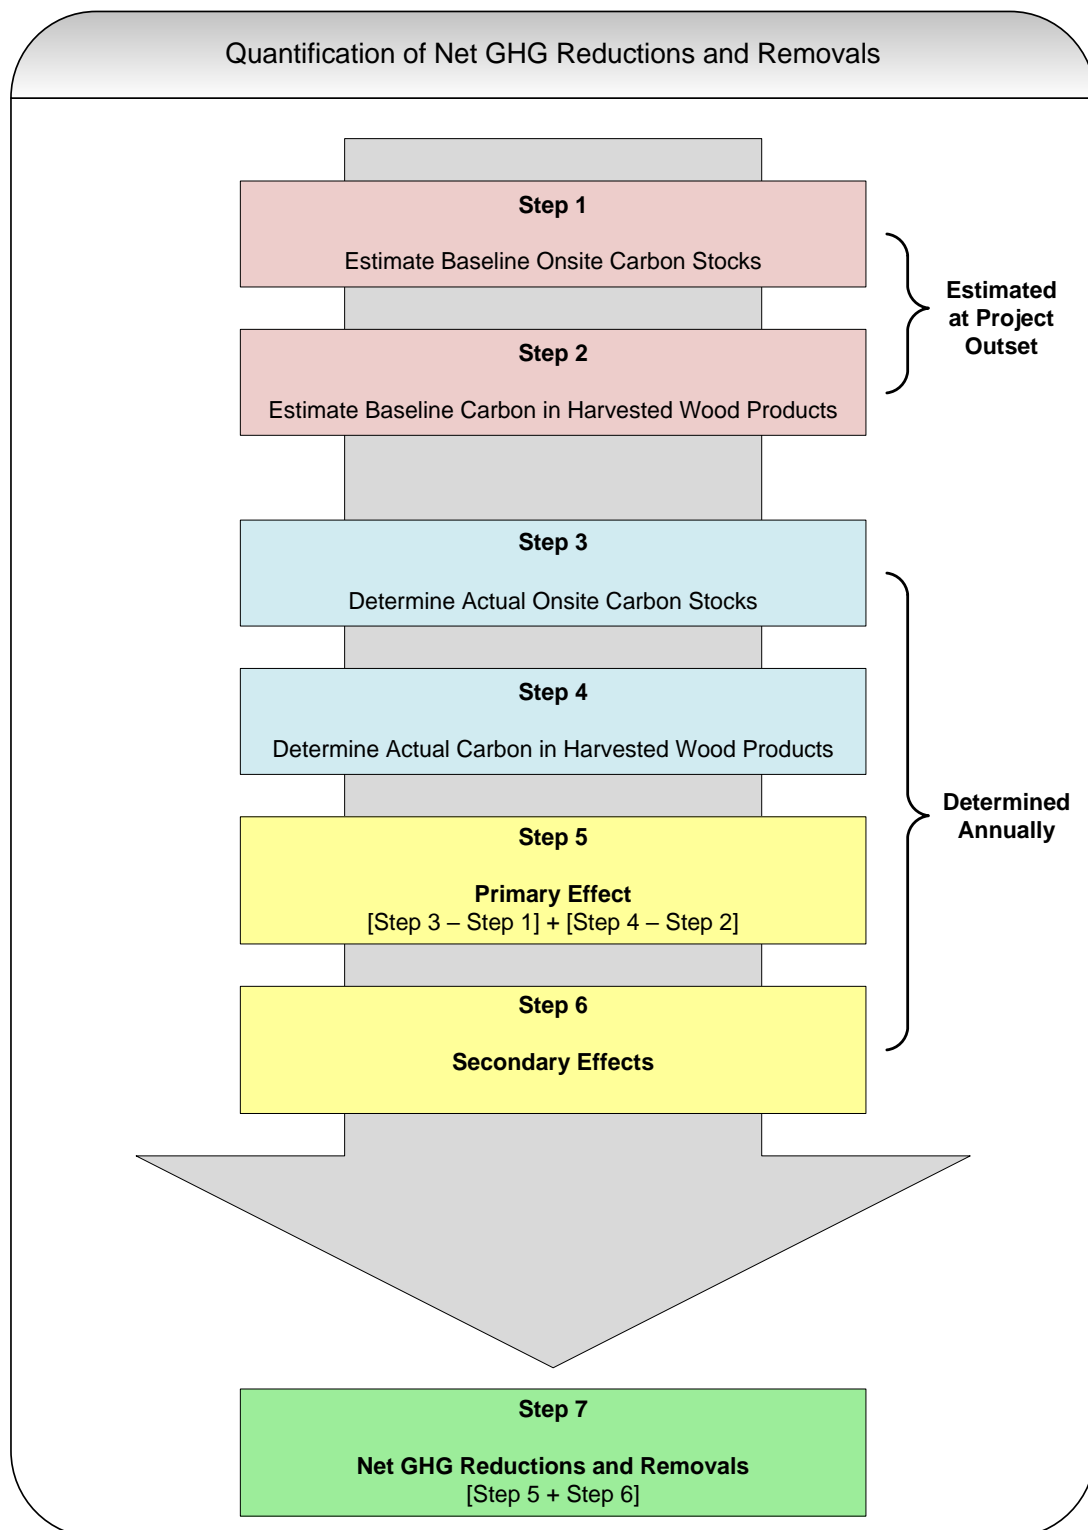 Quantification of Net GHG Reductions and Removals
Step 1
Estimate Baseline Onsite Carbon Stocks
Step 2
Estimate Baseline Carbon in Harvested Wood Products
Estimated
at Project
Outset
Step 3
Determine Actual Onsite Carbon Stocks
Step 4
Determine Actual Carbon in Harvested Wood Products
Step 5
Primary Effect
[Step 3 – Step 1] + [Step 4 – Step 2]
Step 6
Secondary Effects
Determined
Annually
Step 7
Net GHG Reductions and Removals
[Step 5 + Step 6]